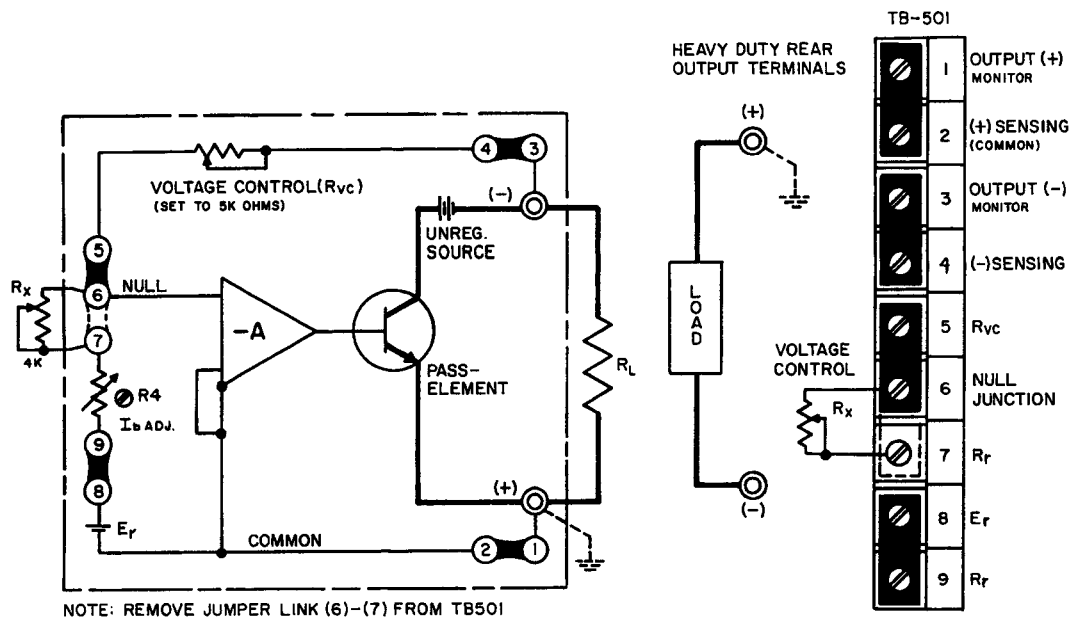 TB-501
HEAVY DUTY REAR
OUTPUT TERMINALS
1 OUTPUT (+)
MONITOR
2 (+) SENSING
(COMMON)
3 OUTPUT (-)
MONITOR
4 (-) SENSING
5 Rvc
6 NULL
JUNCTION
7 Rr
8 Er
9 Rr
(+)
LOAD
(-)
VOLTAGE
CONTROL
Rx
4 3
VOLTAGE CONTROL (Rvc)
(SET TO 5K OHMS)
(-)
UNREG.
SOURCE
5
Rx
6
NULL
7
4K
-A
RL
PASS-
ELEMENT
R4
Ib ADJ.
9
8
(+)
Er
COMMON
2 1
NOTE: REMOVE JUMPER LINK (6)-(7) FROM TB501